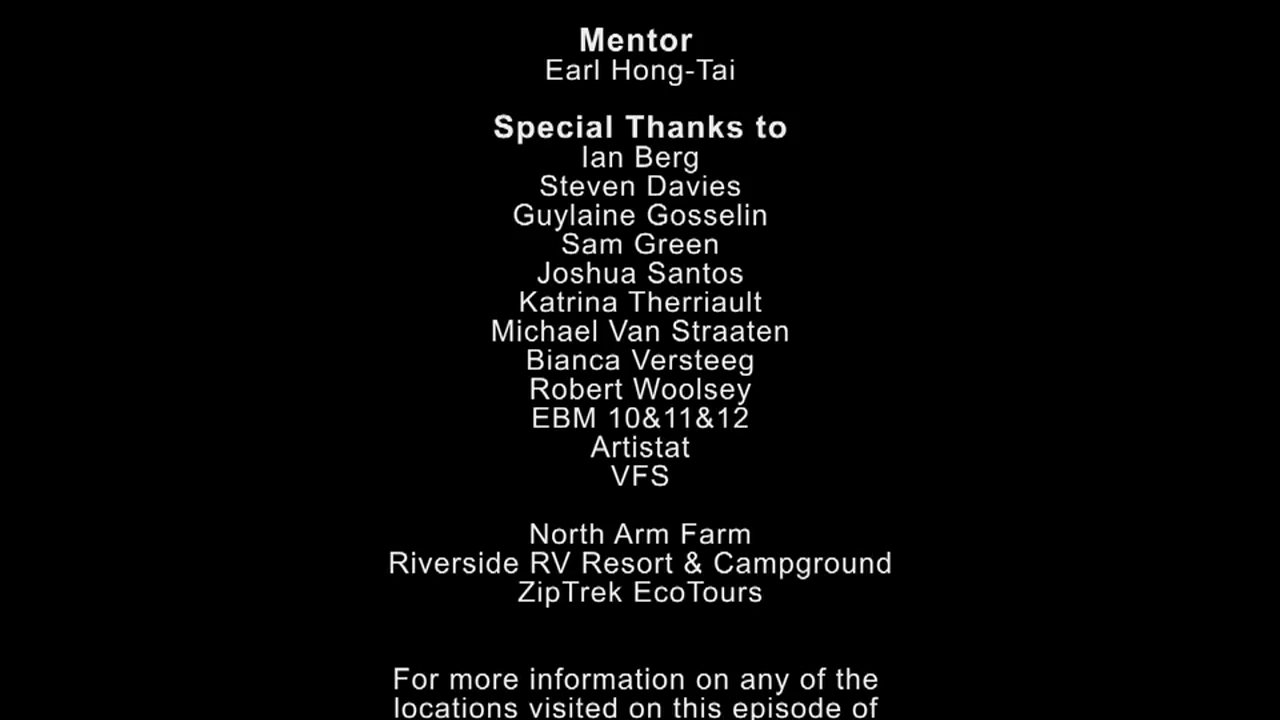 Mentor
Earl Hong-Tai
Special Thanks to
Ian Berg
Steven Davies
Guylaine Gosselin
Sam Green
Joshua Santos
Katrina Therriault
Michael Van Straaten
Bianca Versteeg
Robert Woolsey
EBM 10&11&12
Artistat
VFS
North Arm Farm
Riverside RV Resort & Campground
ZipTrek EcoTours
For more information on any of the
locations visited on this episode of